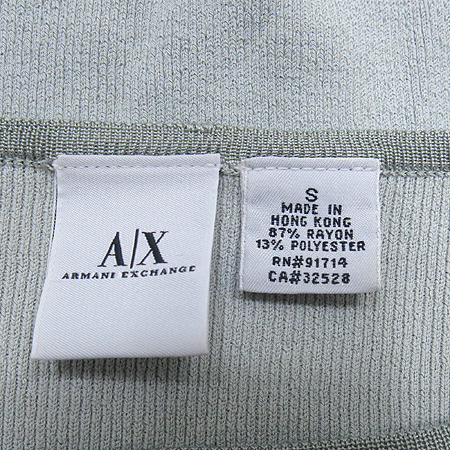 A|X
ARMANI EXCHANGE
S
MADE IN
HONG KONG
87% RAYON
13% POLYESTER
RN#91714
CA#32528